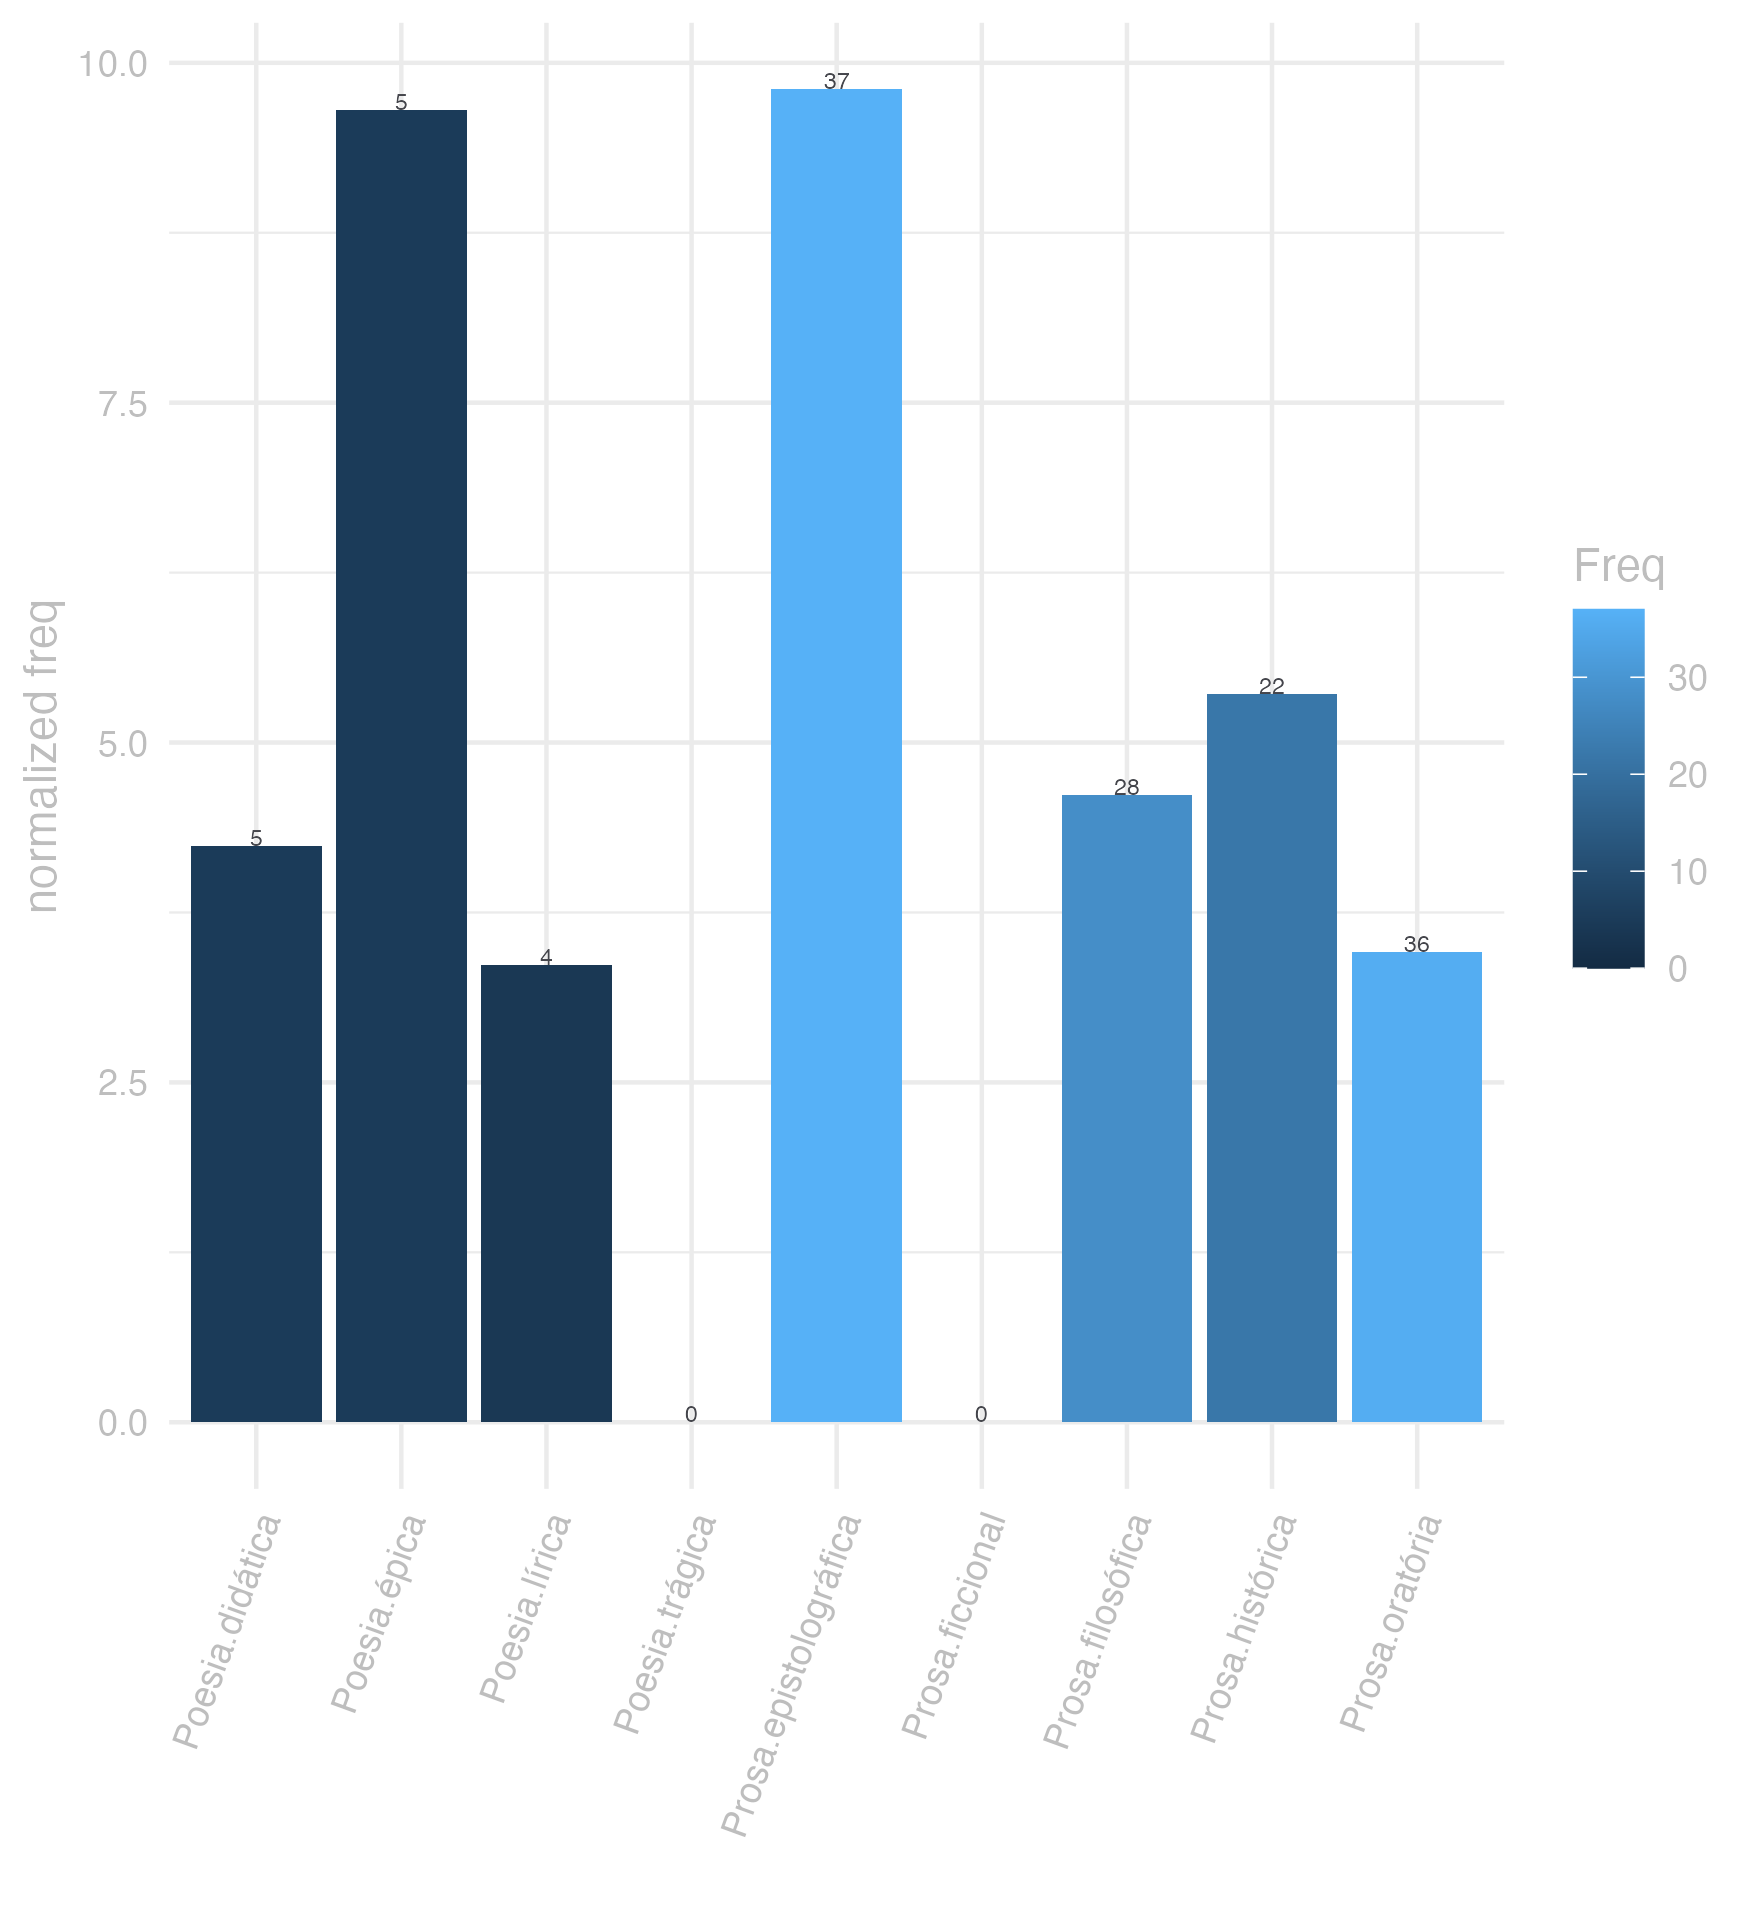 10.0
7.5
5.0
2.5
0.0
normalized freq
5
5
4
0
37
0
28
22
36
Poesia.didática
Poesia.épica
Poesia.lírica
Poesia.trágica
Prosa.epistolográfica
Prosa.ficcional
Prosa.filosófica
Prosa.histórica
Prosa.oratória
Freq
30
20
10
0